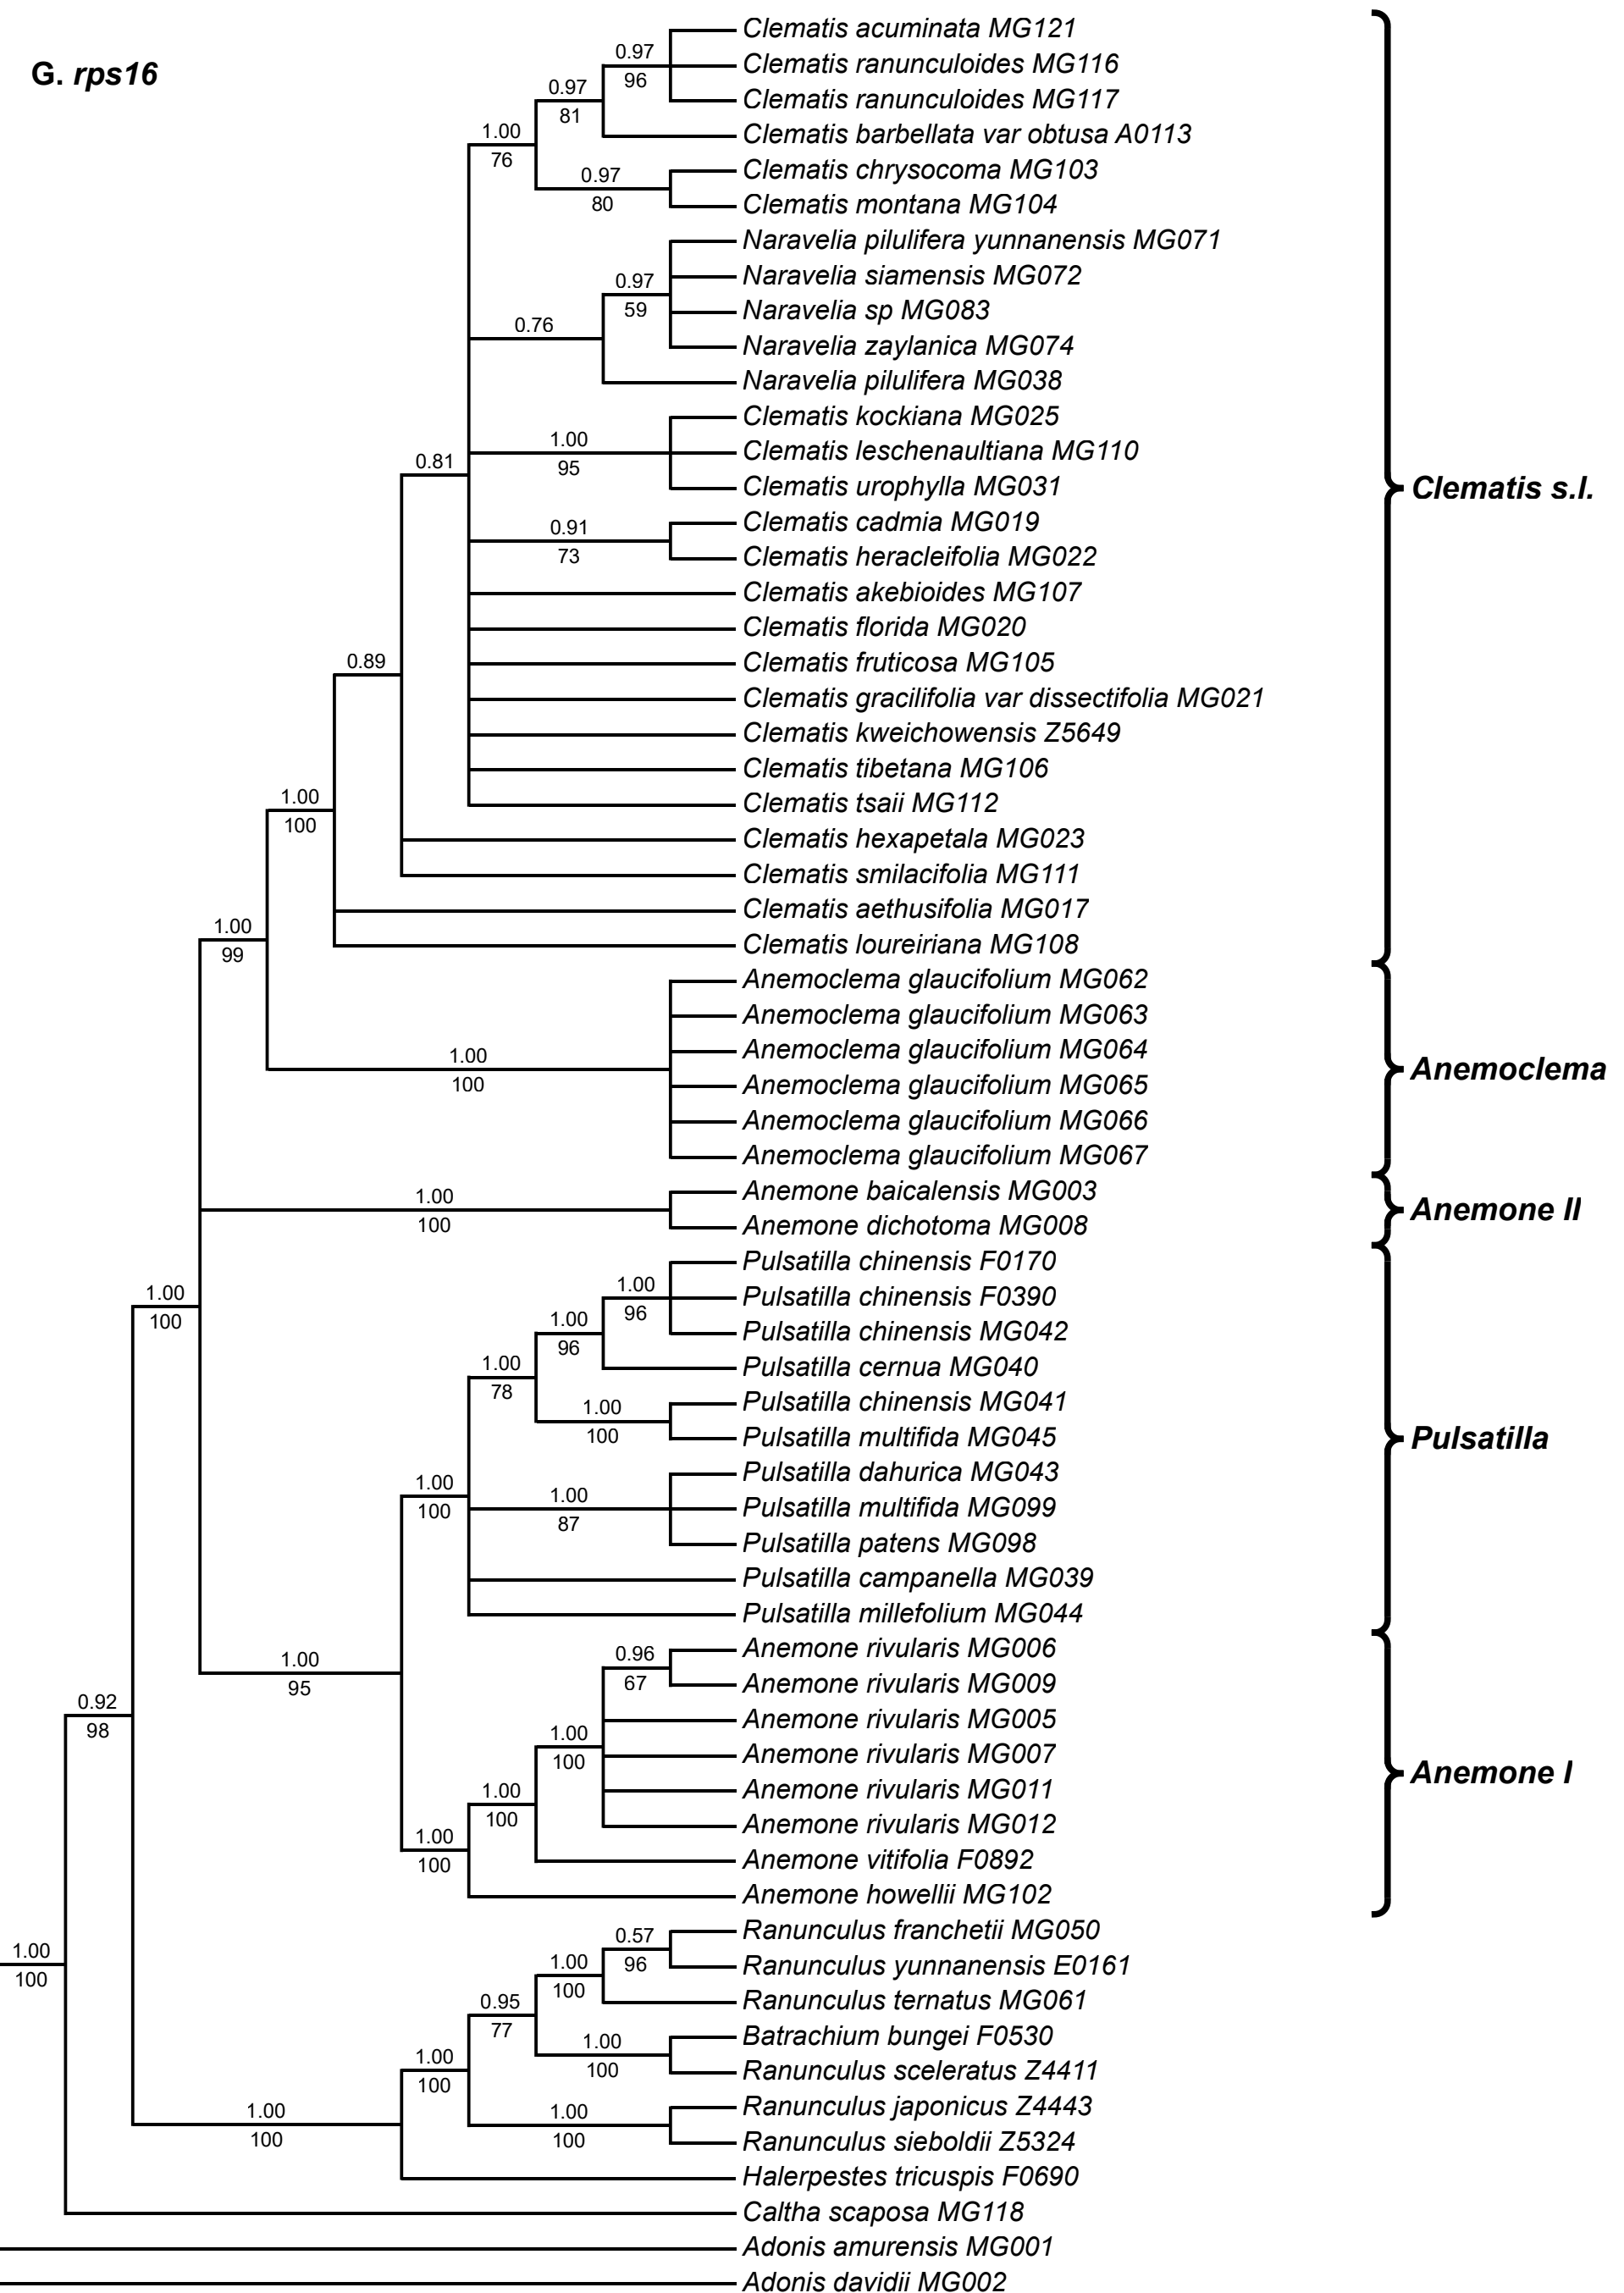 G. rps16
Clematis acuminata MG121
0.97
Clematis ranunculoides MG116
96
0.97
Clematis ranunculoides MG117
81
1.00
Clematis barbellata var obtusa A0113
76
Clematis chrysocoma MG103
0.97
80
Clematis montana MG104
Naravelia pilulifera yunnanensis MG071
Naravelia siamensis MG072
0.97
59
Naravelia sp MG083
0.76
Naravelia zaylanica MG074
Naravelia pilulifera MG038
Clematis kockiana MG025
1.00
Clematis leschenaultiana MG110
95
0.81
Clematis urophylla MG031
Clematis s.l.
Clematis cadmia MG019
0.91
73
Clematis heracleifolia MG022
Clematis akebioides MG107
Clematis florida MG020
0.89
Clematis fruticosa MG105
Clematis gracilifolia var dissectifolia MG021
Clematis kweichowensis Z5649
Clematis tibetana MG106
1.00
100
Clematis tsaii MG112
Clematis hexapetala MG023
Clematis smilacifolia MG111
Clematis aethusifolia MG017
1.00
99
Clematis loureiriana MG108
Anemoclema glaucifolium MG062
Anemoclema glaucifolium MG063
Anemoclema glaucifolium MG064
1.00
100
Anemoclema
Anemoclema glaucifolium MG065
Anemoclema glaucifolium MG066
Anemoclema glaucifolium MG067
Anemone baicalensis MG003
1.00
100
Anemone II
Anemone dichotoma MG008
Pulsatilla chinensis F0170
1.00
Pulsatilla chinensis F0390
96
1.00
100
1.00
Pulsatilla chinensis MG042
96
1.00
Pulsatilla cernua MG040
78
Pulsatilla chinensis MG041
1.00
100
Pulsatilla multifida MG045
Pulsatilla
Pulsatilla dahurica MG043
1.00
100
1.00
Pulsatilla multifida MG099
87
Pulsatilla patens MG098
Pulsatilla campanella MG039
Pulsatilla millefolium MG044
Anemone rivularis MG006
0.96
67
1.00
95
Anemone rivularis MG009
0.92
98
Anemone rivularis MG005
1.00
Anemone rivularis MG007
100
Anemone I
1.00
Anemone rivularis MG011
100
Anemone rivularis MG012
1.00
100
Anemone vitifolia F0892
Anemone howellii MG102
Ranunculus franchetii MG050
0.57
1.00
100
96
Ranunculus yunnanensis E0161
1.00
100
0.95
Ranunculus ternatus MG061
77
Batrachium bungei F0530
1.00
100
1.00
100
Ranunculus sceleratus Z4411
Ranunculus japonicus Z4443
1.00
100
1.00
100
Ranunculus sieboldii Z5324
Halerpestes tricuspis F0690
Caltha scaposa MG118
Adonis amurensis MG001
Adonis davidii MG002